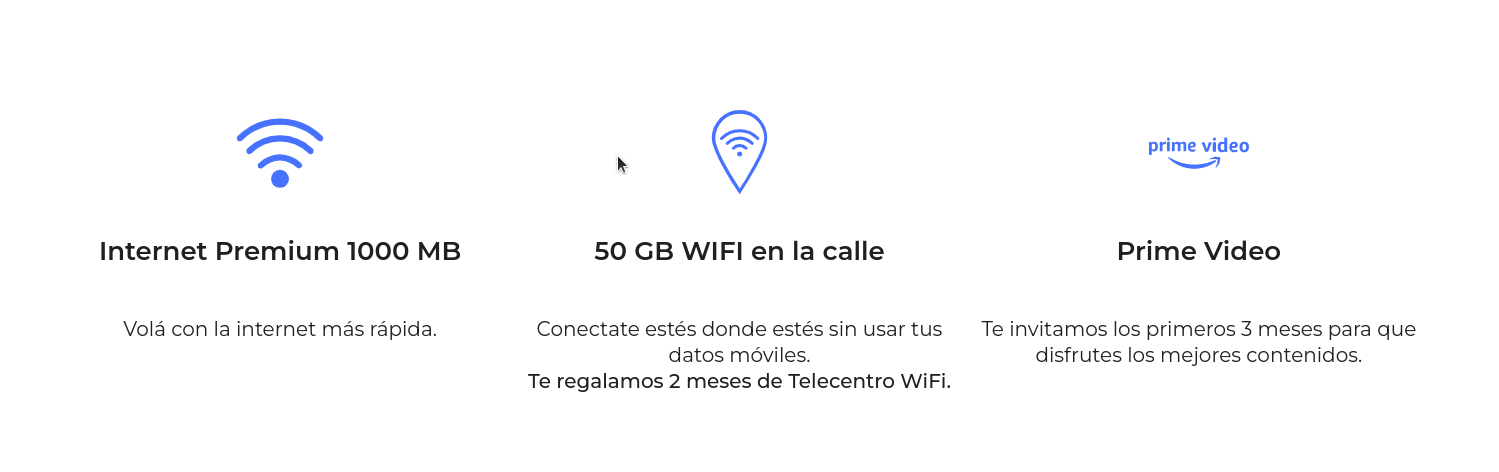 prime video
Internet Premium 1000 MB
50 GB WIFI en la calle
Prime Video
Volá con la internet más rápida.
Conectate estés donde estés sin usar tus
datos móviles.
Te regalamos 2 meses de Telecentro WiFi.
Te invitamos los primeros 3 meses para que
disfrutes los mejores contenidos.